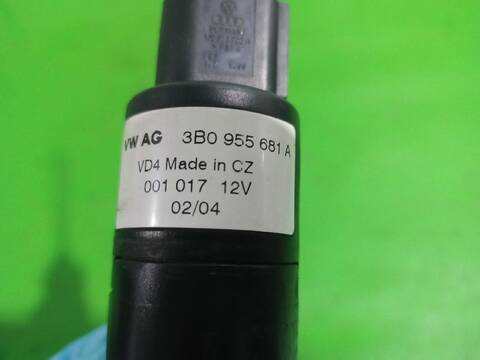 VW AG 3B0 955 681 A
VD4 Made in CZ
001 017 12V
02/04